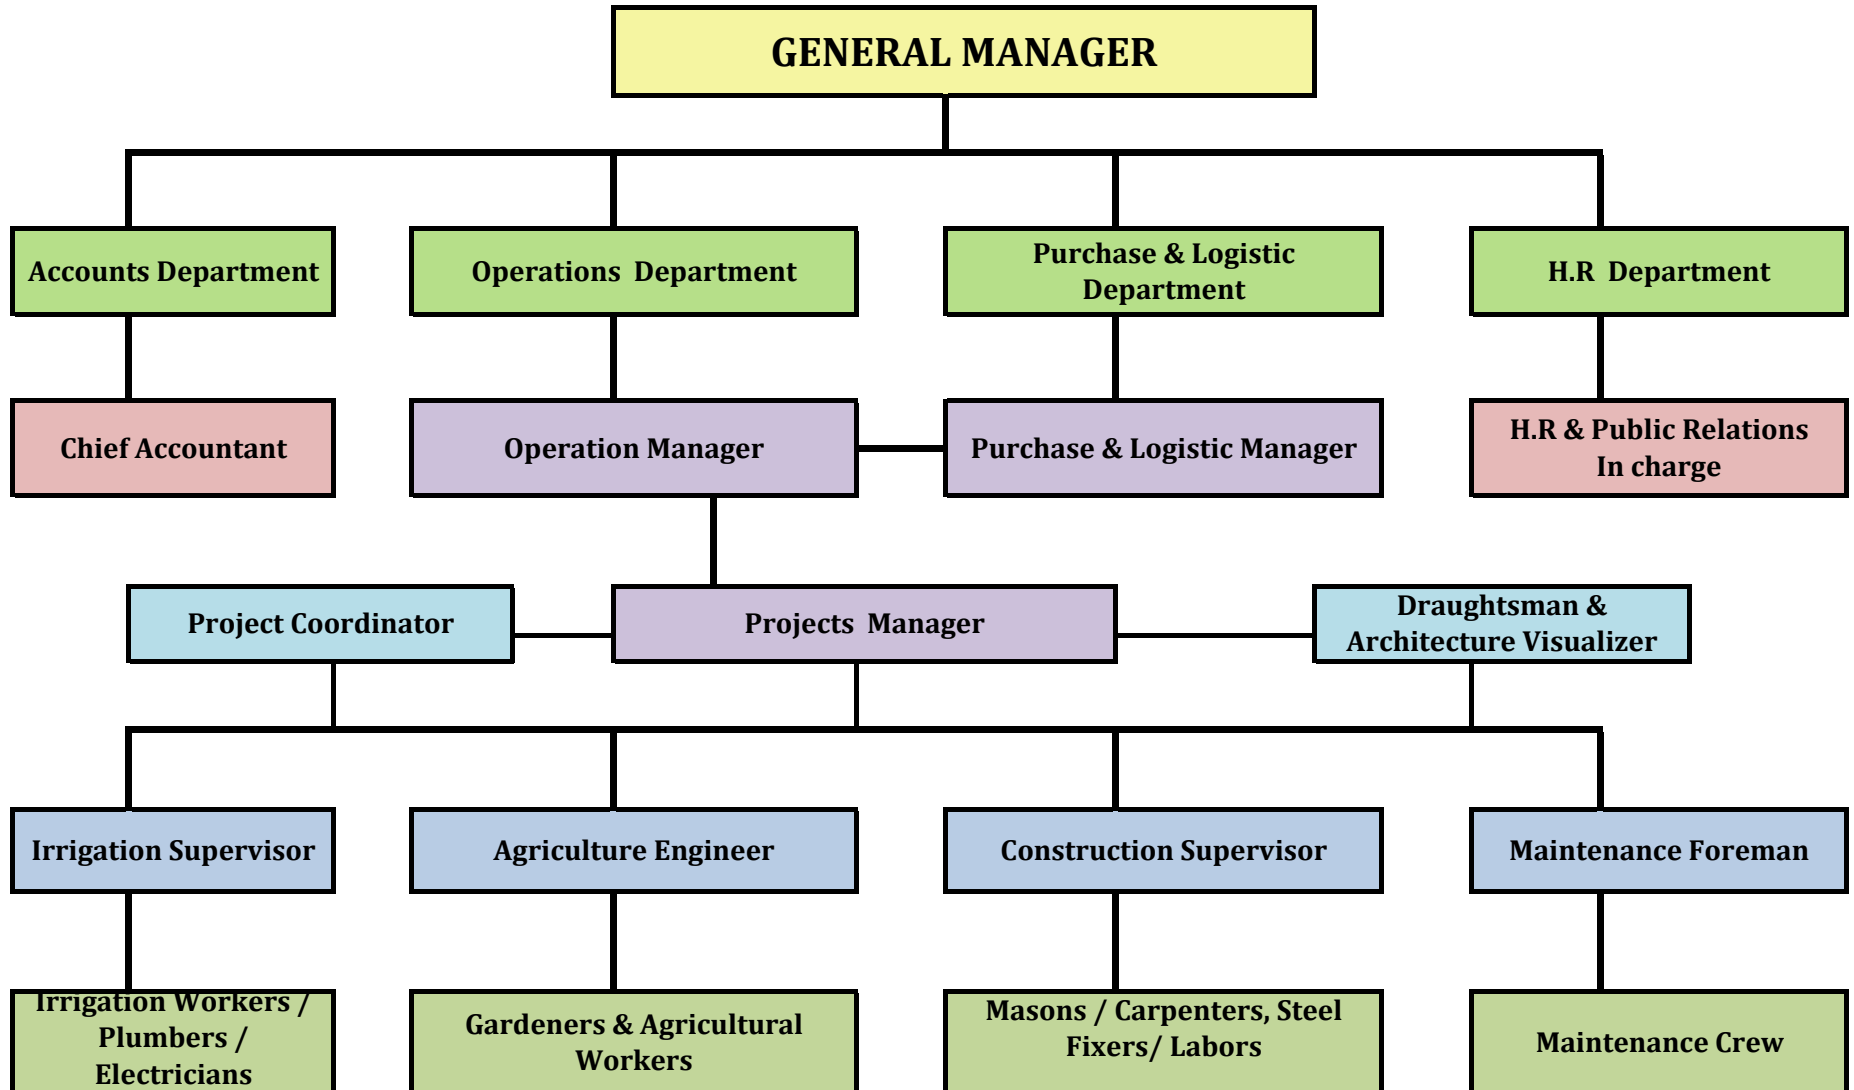 GENERAL MANAGER
Accounts Department
Operations  Department
Purchase & Logistic
Department
H.R  Department
Chief Accountant
Operation Manager
Purchase & Logistic Manager
H.R & Public Relations
In charge
Project Coordinator
Projects  Manager
Draughtsman &
Architecture Visualizer
Irrigation Supervisor
Agriculture Engineer
Construction Supervisor
Maintenance Foreman
Irrigation Workers /
Plumbers /
Electricians
Gardeners & Agricultural
Workers
Masons / Carpenters, Steel
Fixers/ Labors
Maintenance Crew